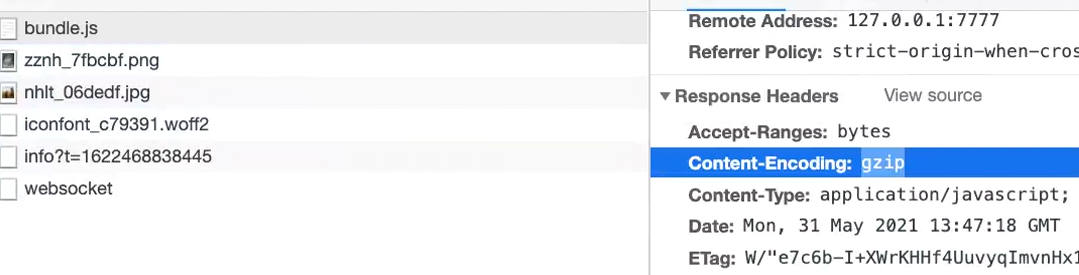 bundle.js
zznh_7fbcbf.png
nhlt_06dedf.jpg
iconfont_c79391.woff2
info?t=1622468838445
websocket
Remote Address: 127.0.0.1:7777
Referrer Policy: strict-origin-when-cros
Response Headers View source
Accept-Ranges: bytes
Content-Encoding: gzip
Content-Type: application/javascript;
Date: Mon, 31 May 2021 13:47:18 GMT
ETag: W/"e7c6b-I+XWrKHHf4UuvyqImvnHx1